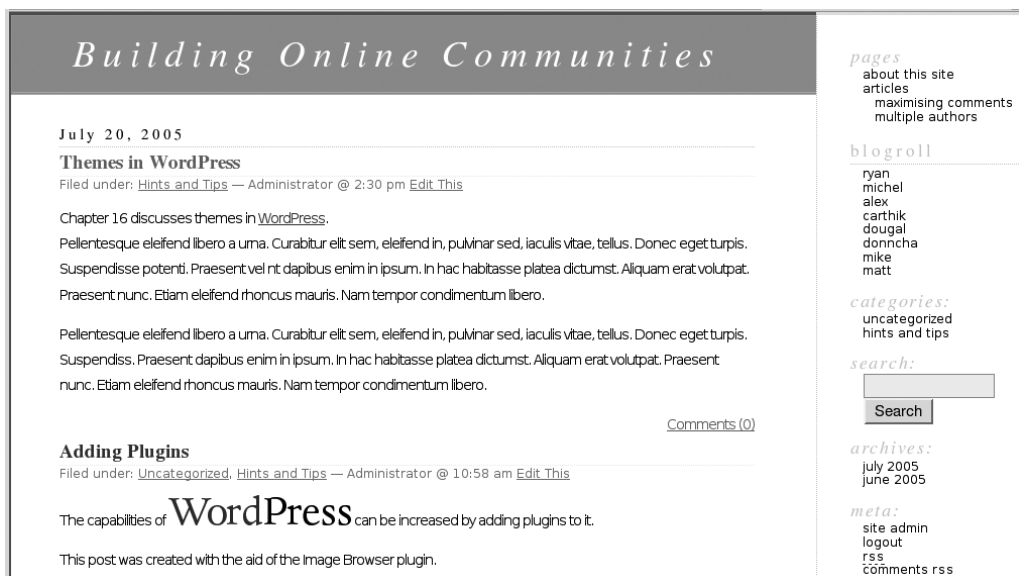 Building Online Communities
July 20, 2005
Themes in WordPress
Filed under: Hints and Tips — Administrator @ 2:30 pm Edit This
Chapter 16 discusses themes in WordPress.
Pellentesque eleifend libero a urna. Curabitur elit sem, eleifend in, pulvinar sed, iaculis vitae, tellus. Donec eget turpis.
Suspendisse potenti. Praesent vel nt dapibus enim in ipsum. In hac habitasse platea dictumst. Aliquam erat volutpat.
Praesent nunc. Etiam eleifend rhoncus mauris. Nam tempor condimentum libero.
Pellentesque eleifend libero a urna. Curabitur elit sem, eleifend in, pulvinar sed, iaculis vitae, tellus. Donec eget turpis.
Suspendiss. Praesent dapibus enim in ipsum. In hac habitasse platea dictumst. Aliquam erat volutpat. Praesent
nunc. Etiam eleifend rhoncus mauris. Nam tempor condimentum libero.
Comments (0)
Adding Plugins
Filed under: Uncategorized, Hints and Tips — Administrator @ 10:58 am Edit This
The capabilities of WordPress can be increased by adding plugins to it.
This post was created with the aid of the Image Browser plugin.
pages
about this site
articles
maximising comments
multiple authors
blogroll
ryan
michel
alex
carthik
dougal
donncha
mike
matt
categories:
uncategorized
hints and tips
search:
Search
archives:
july 2005
june 2005
meta:
site admin
logout
rss
comments rss